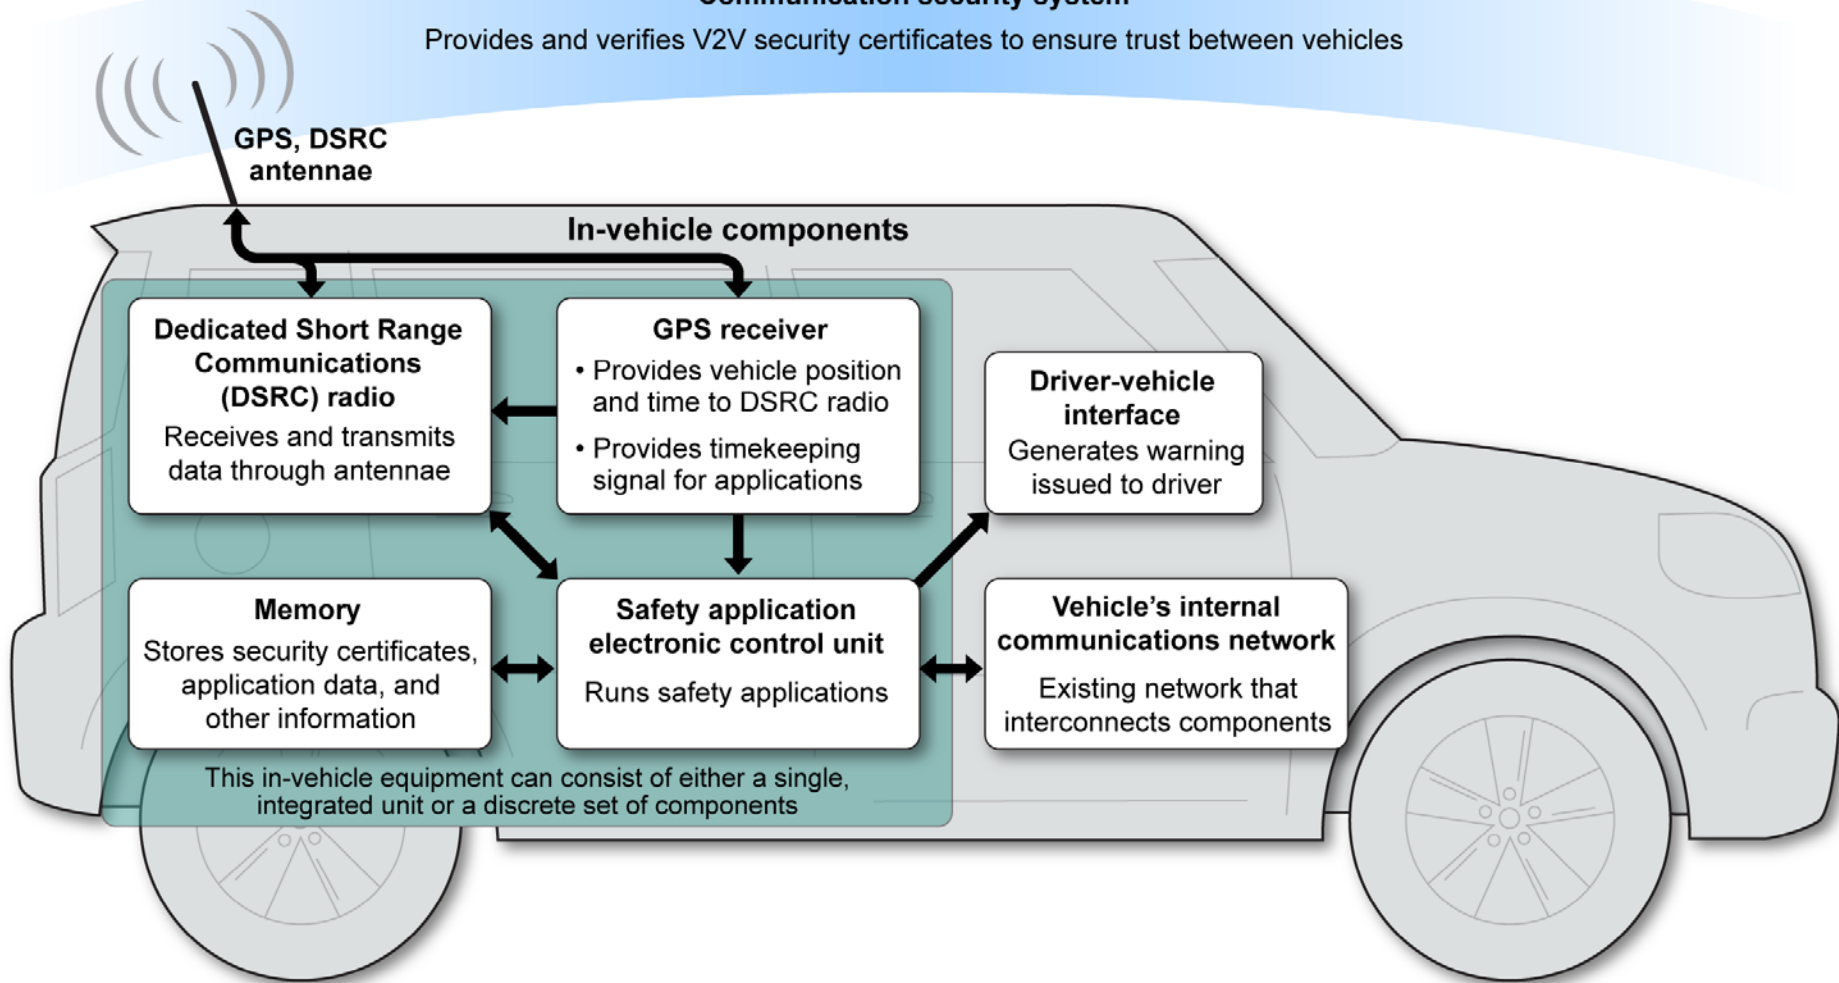 Communication security system
Provides and verifies V2V security certificates to ensure trust between vehicles
GPS, DSRC
antennae
In-vehicle components
Dedicated Short Range
Communications
(DSRC) radio
Receives and transmits
data through antennae
GPS receiver
• Provides vehicle position
and time to DSRC radio
• Provides timekeeping
signal for applications
Driver-vehicle
interface
Generates warning
issued to driver
Memory
Stores security certificates,
application data, and
other information
Safety application
electronic control unit
Runs safety applications
Vehicle’s internal
communications network
Existing network that
interconnects components
This in-vehicle equipment can consist of either a single,
integrated unit or a discrete set of components